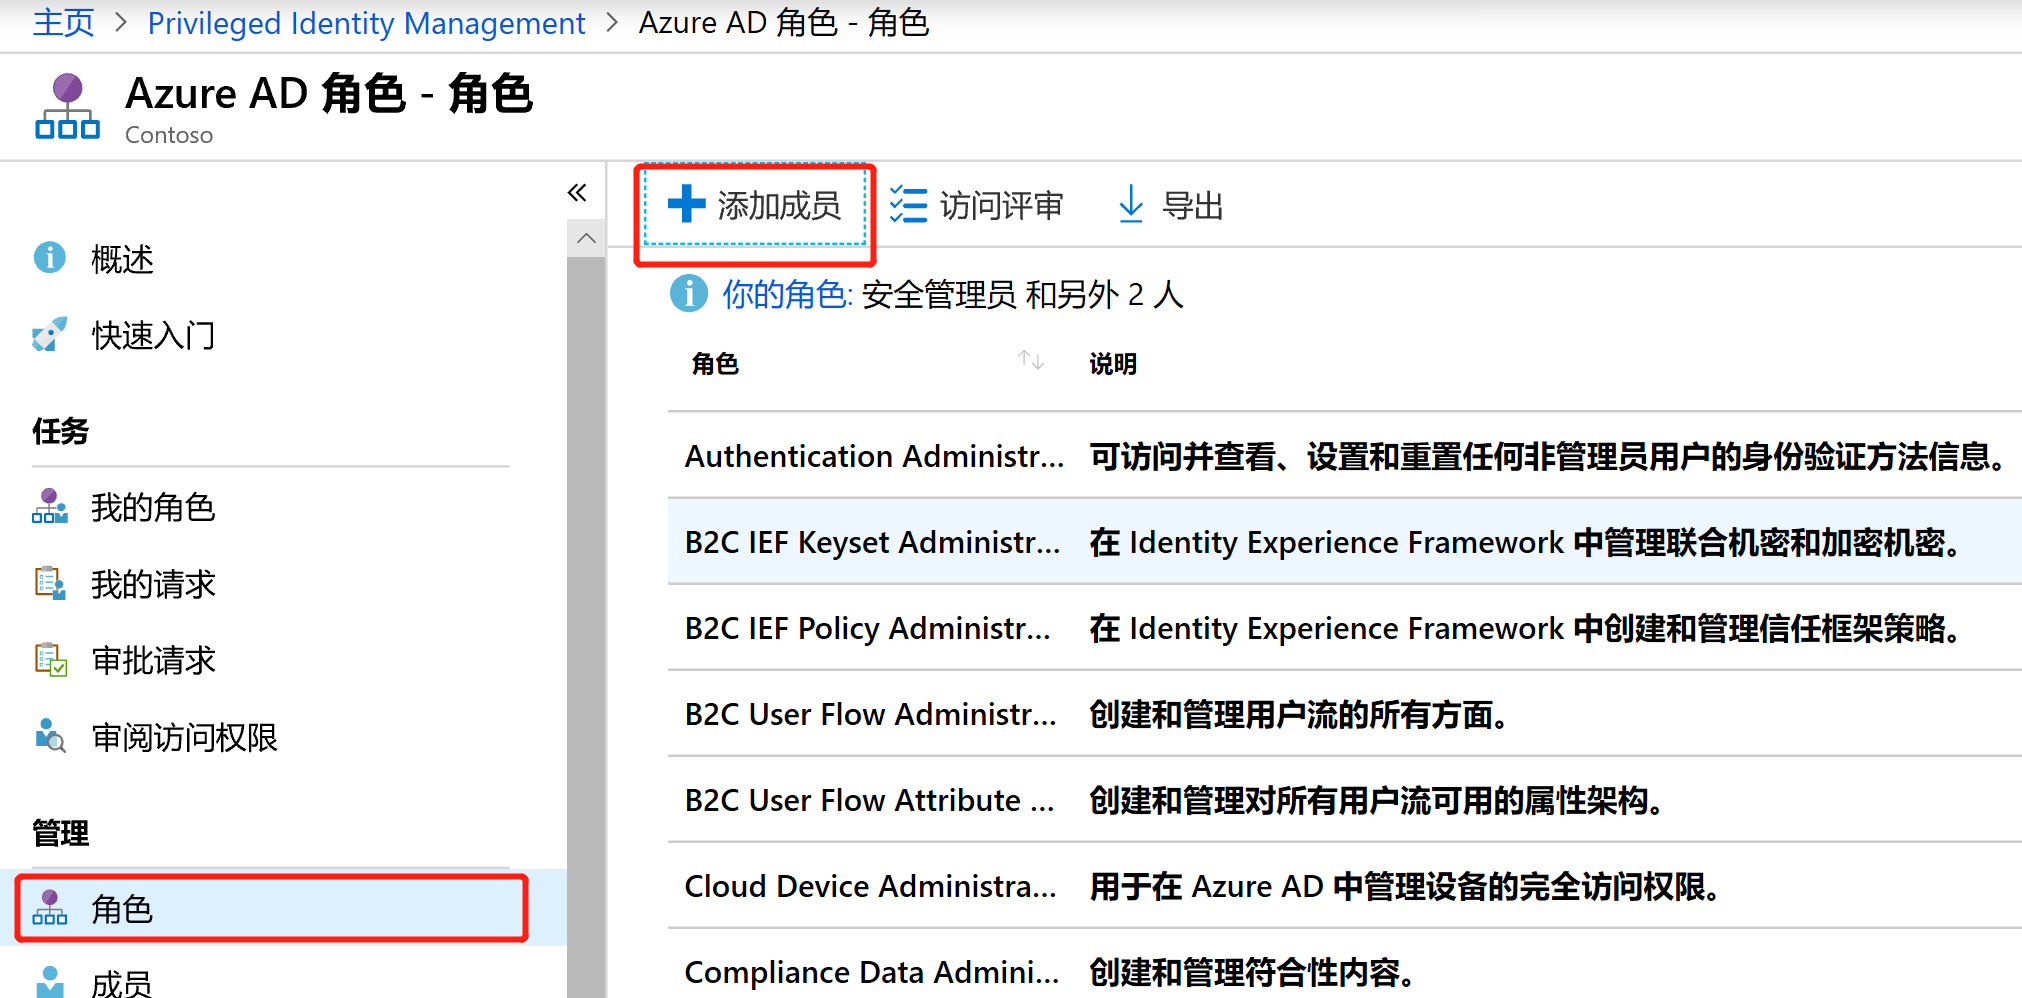 主页 > Privileged Identity Management > Azure AD 角色 - 角色
Azure AD 角色 - 角色
Contoso
概述
快速入门
任务
我的角色
我的请求
审批请求
审阅访问权限
管理
角色
成员
添加成员 访问评审 导出
你的角色: 安全管理员 和另外 2 人
角色 说明
Authentication Administr... 可访问并查看、设置和重置任何非管理员用户的身份验证方法信息。
B2C IEF Keyset Administr... 在 Identity Experience Framework 中管理联合机密和加密机密。
B2C IEF Policy Administr... 在 Identity Experience Framework 中创建和管理信任框架策略。
B2C User Flow Administr... 创建和管理用户流的所有方面。
B2C User Flow Attribute ... 创建和管理对所有用户流可用的属性架构。
Cloud Device Administra... 用于在 Azure AD 中管理设备的完全访问权限。
Compliance Data Admini... 创建和管理符合性内容。